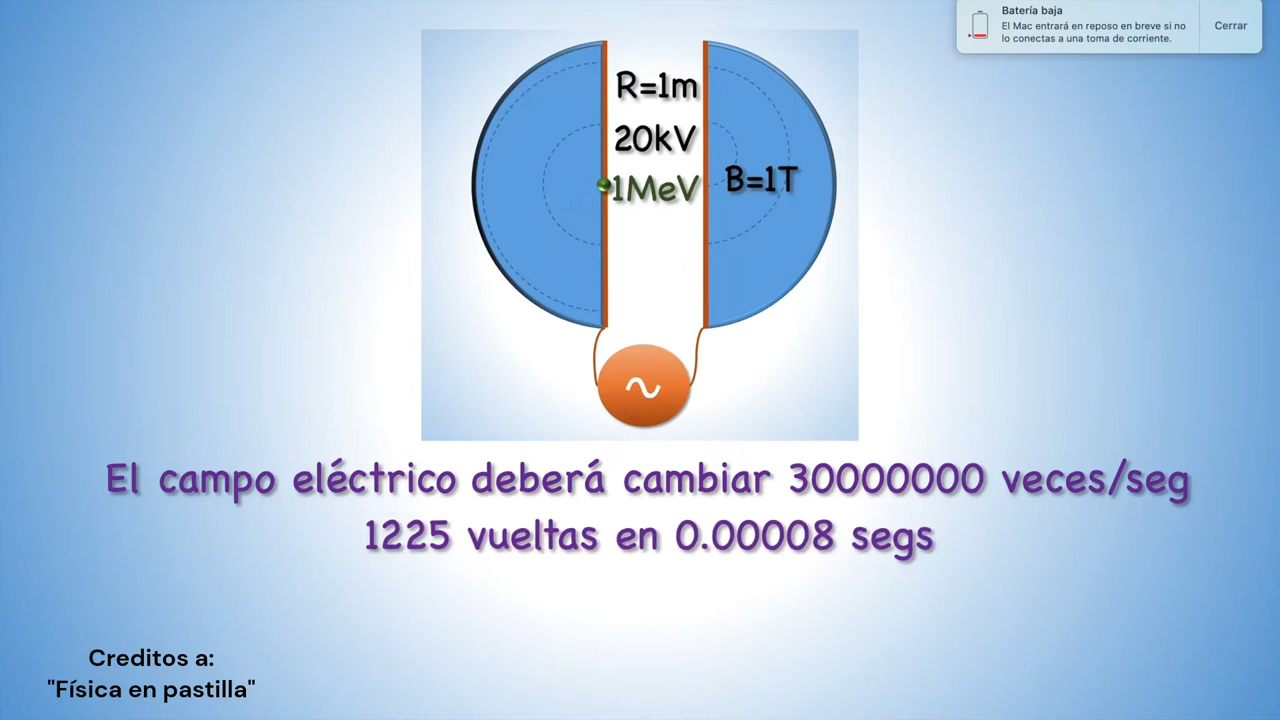 Batería baja
El Mac entrará en reposo en breve si no
lo conectas a una toma de corriente.
Cerrar
R=1m
20kV
1MeV
B=1T
El campo eléctrico deberá cambiar 30000000 veces/seg
1225 vueltas en 0.00008 segs
Creditos a:
"Física en pastilla"